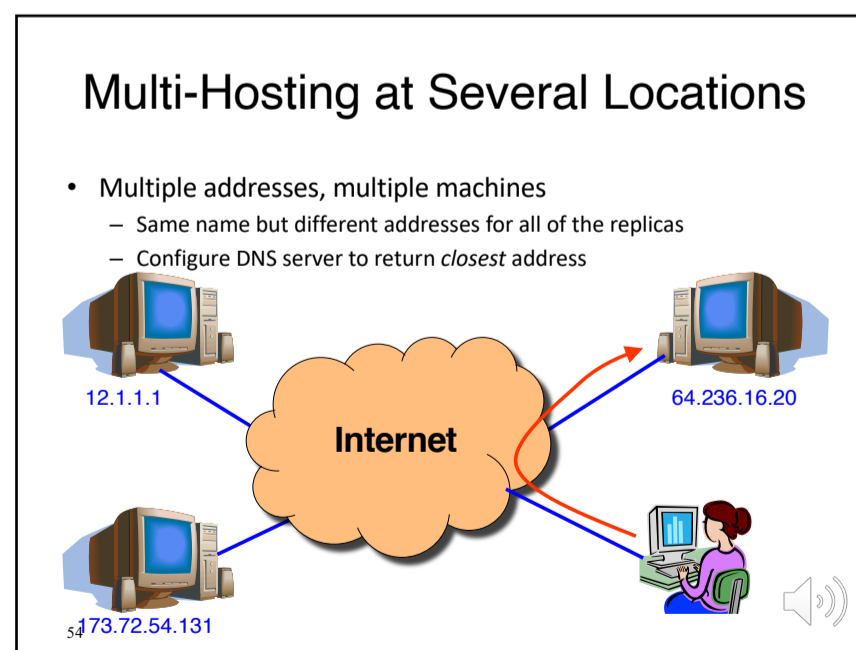 Multi-Hosting at Several Locations
• Multiple addresses, multiple machines
– Same name but different addresses for all of the replicas
– Configure DNS server to return closest address
12.1.1.1
64.236.16.20
Internet
173.72.54.131
54